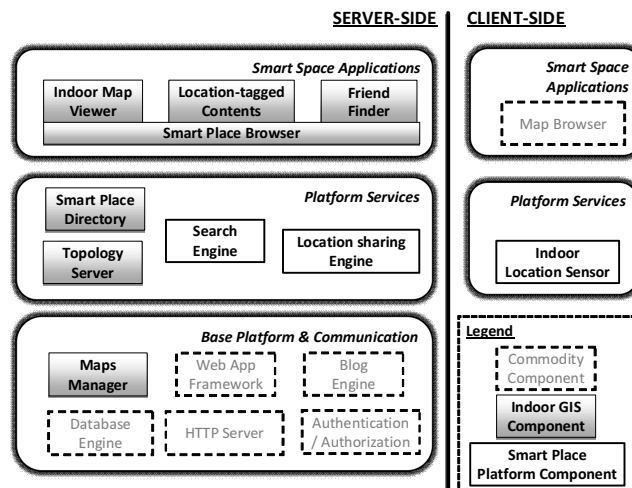 SERVER-SIDE
CLIENT-SIDE
Smart Space Applications
Indoor Map
Viewer
Location-tagged
Contents
Friend
Finder
Smart Place Browser
Smart Space
Applications
Map Browser
Platform Services
Smart Place
Directory
Topology
Server
Search
Engine
Location sharing
Engine
Platform Services
Indoor
Location Sensor
Base Platform & Communication
Maps
Manager
Web App
Framework
Blog
Engine
Database
Engine
HTTP Server
Authentication
/ Authorization
Legend
Commodity
Component
Indoor GIS
Component
Smart Place
Platform Component